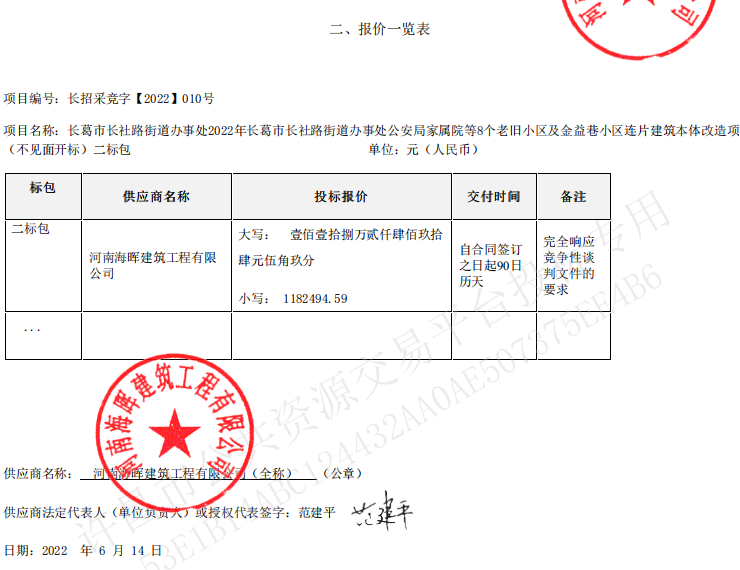 二、报价一览表
项目编号：长招采竞字【2022】010号
项目名称：长葛市长社路街道办事处2022年长葛市长社路街道办事处公安局家属院等8个老旧小区及金益巷小区连片建筑本体改造项
（不见面开标）二标包 单位：元（人民币）
标包 供应商名称 投标报价 交付时间 备注
二标包
河南海晖建筑工程有限
公司
大写： 壹佰壹拾捌万贰仟肆佰玖拾
肆元伍角玖分
小写： 1182494.59
自合同签订
之日起90日
历天
完全响应
竞争性谈
判文件的
要求
...
河南海晖建筑工程有限公司
供应商名称： 河南海晖建筑工程有限公司（全称） （公章）
供应商法定代表人（单位负责人）或授权代表签字：范建平 范建平
日期：2022 年 6 月 14 日